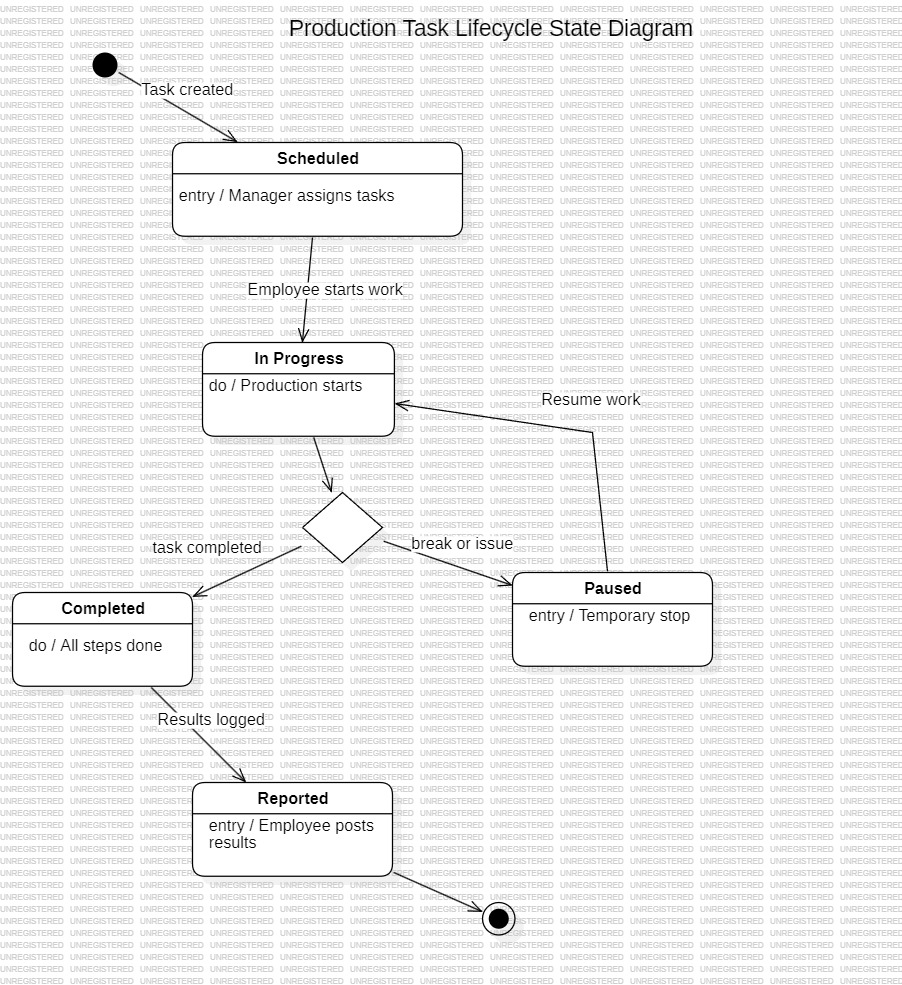 Production Task Lifecycle State Diagram
Task created
Scheduled
entry / Manager assigns tasks
Employee starts work
In Progress
do / Production starts
Resume work
task completed
break or issue
Completed
do / All steps done
Paused
entry / Temporary stop
Results logged
Reported
entry / Employee posts
results
UNREGISTERED